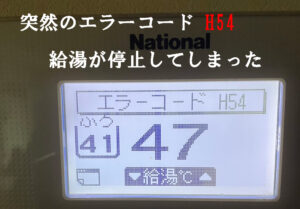 突然のエラーコード H54
National
給湯が停止してしまった
エラーコード H54
ふろ
41 47
給湯℃